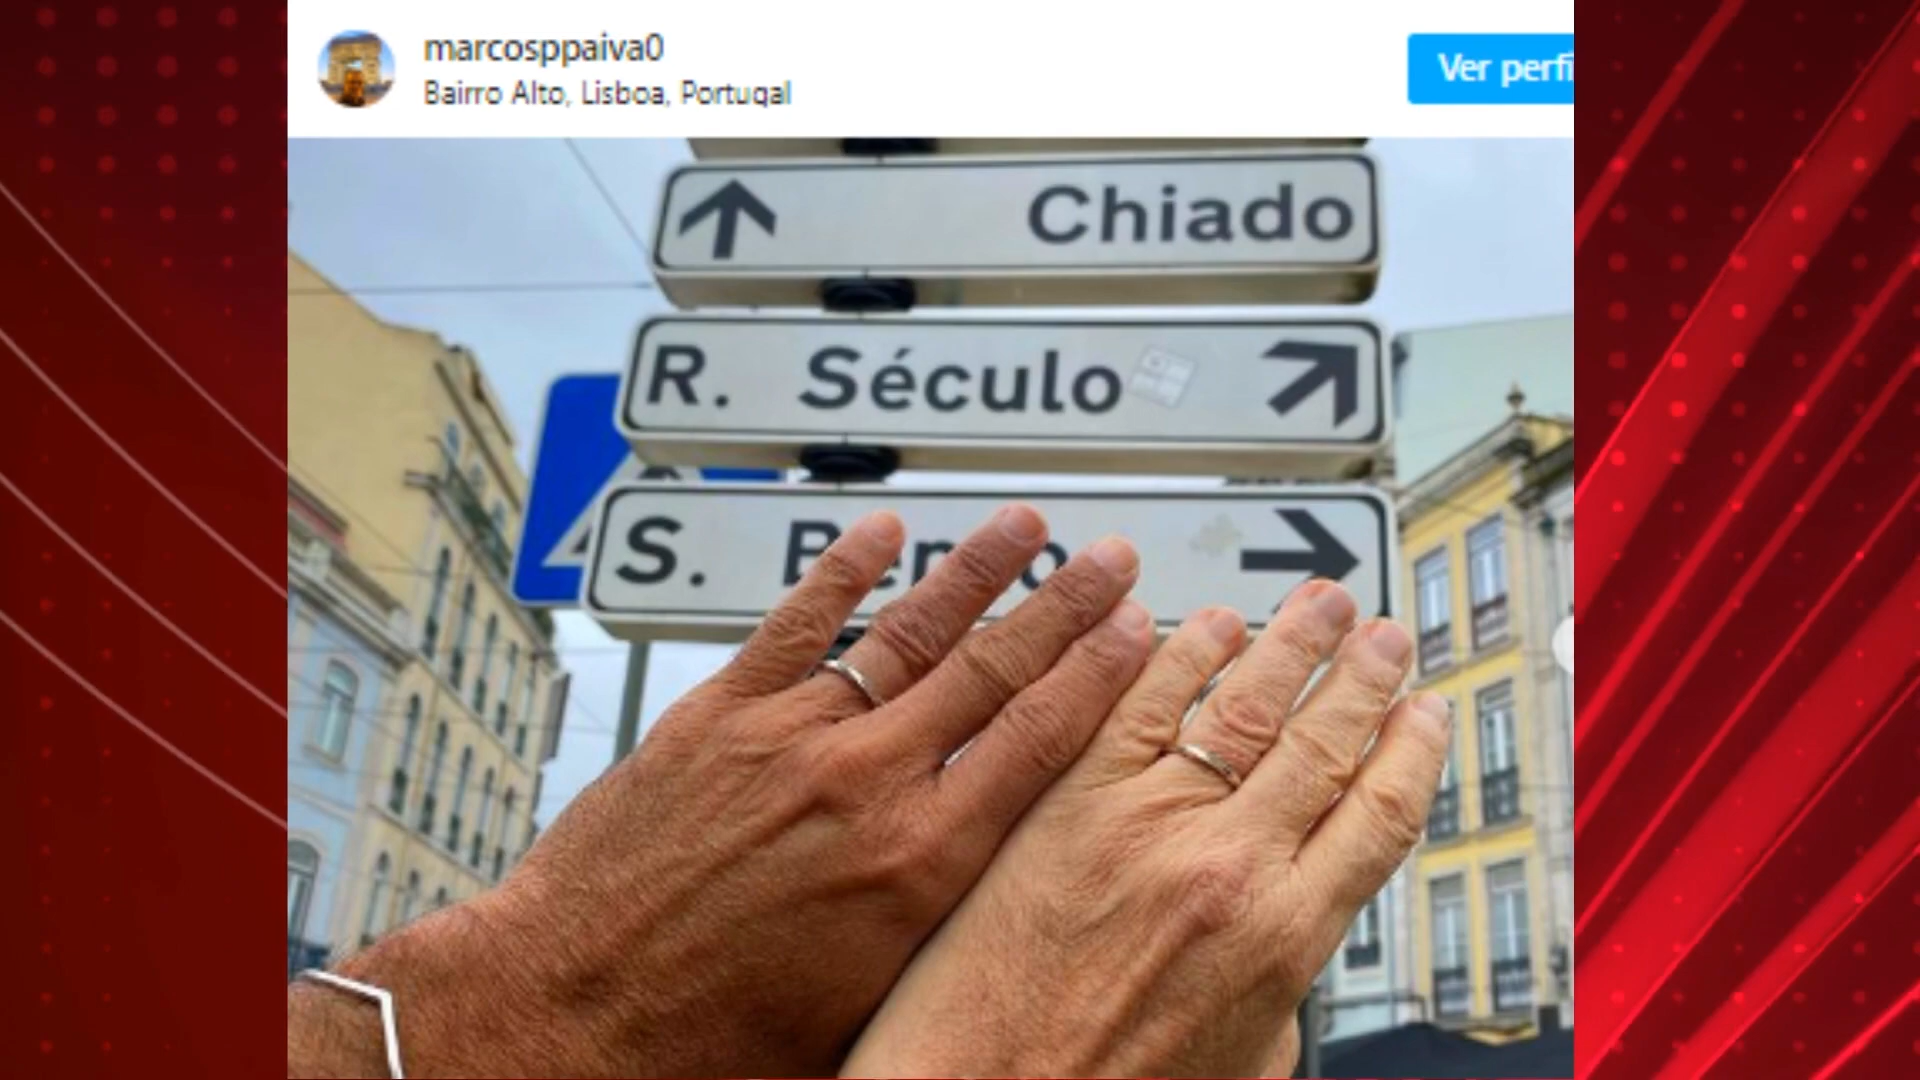 marcosppaiva0
Bairro Alto, Lisboa, Portugal
Ver perfi
Chiado
R. Século
S.